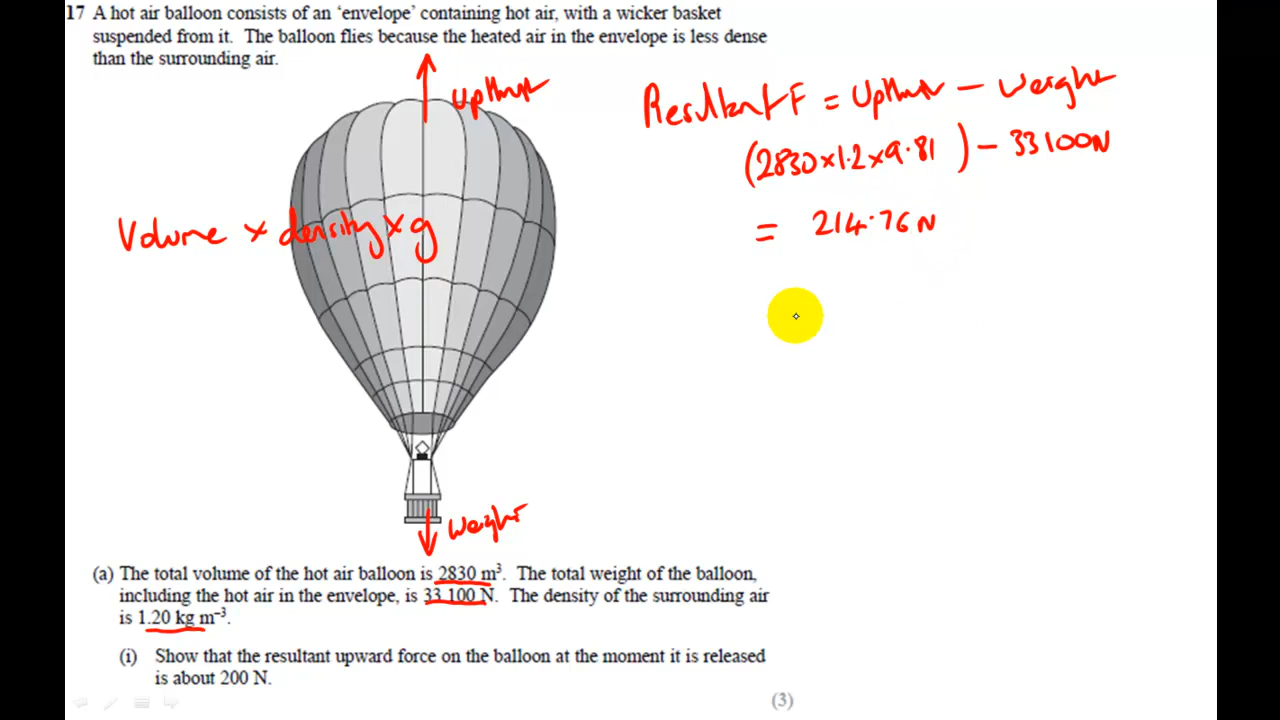 17 A hot air balloon consists of an ‘envelope’ containing hot air, with a wicker basket
suspended from it. The balloon flies because the heated air in the envelope is less dense
than the surrounding air.
Upthrust
Resultant F = Upthrust - Weight
(2830×1.2×9.81) - 33100N
= 214.76 N
Volume × density × g
Weight
(a) The total volume of the hot air balloon is 2830 m³. The total weight of the balloon,
including the hot air in the envelope, is 33 100 N. The density of the surrounding air
is 1.20 kg m⁻³.
(i) Show that the resultant upward force on the balloon at the moment it is released
is about 200 N.
(3)